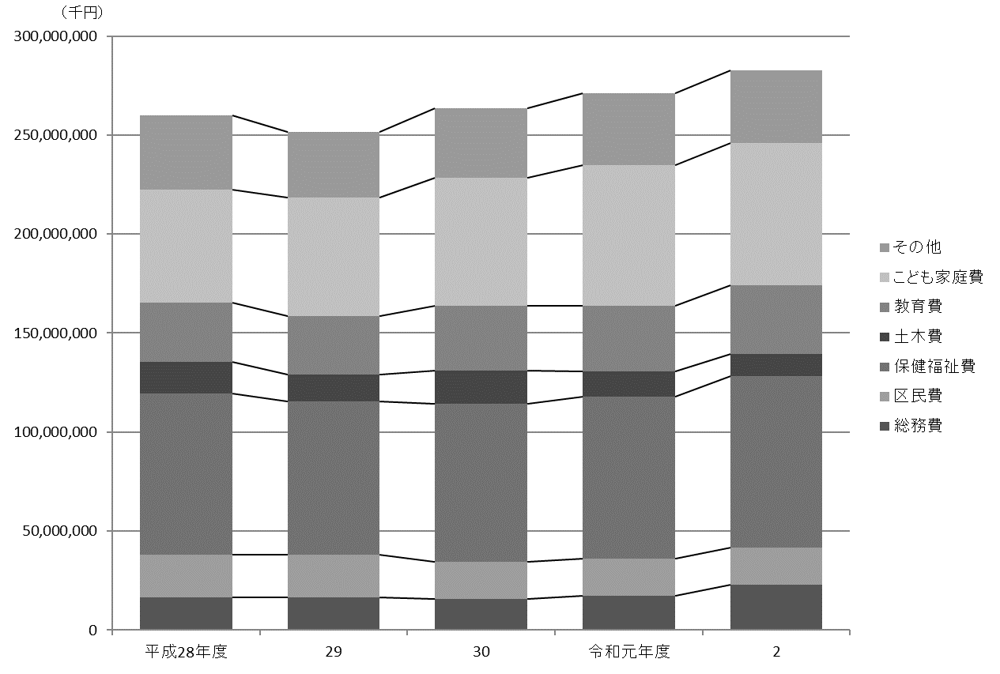 （千円）
300,000,000
250,000,000
200,000,000
150,000,000
100,000,000
50,000,000
0
平成28年度
29
30
令和元年度
2
その他
こども家庭費
教育費
土木費
保健福祉費
区民費
総務費